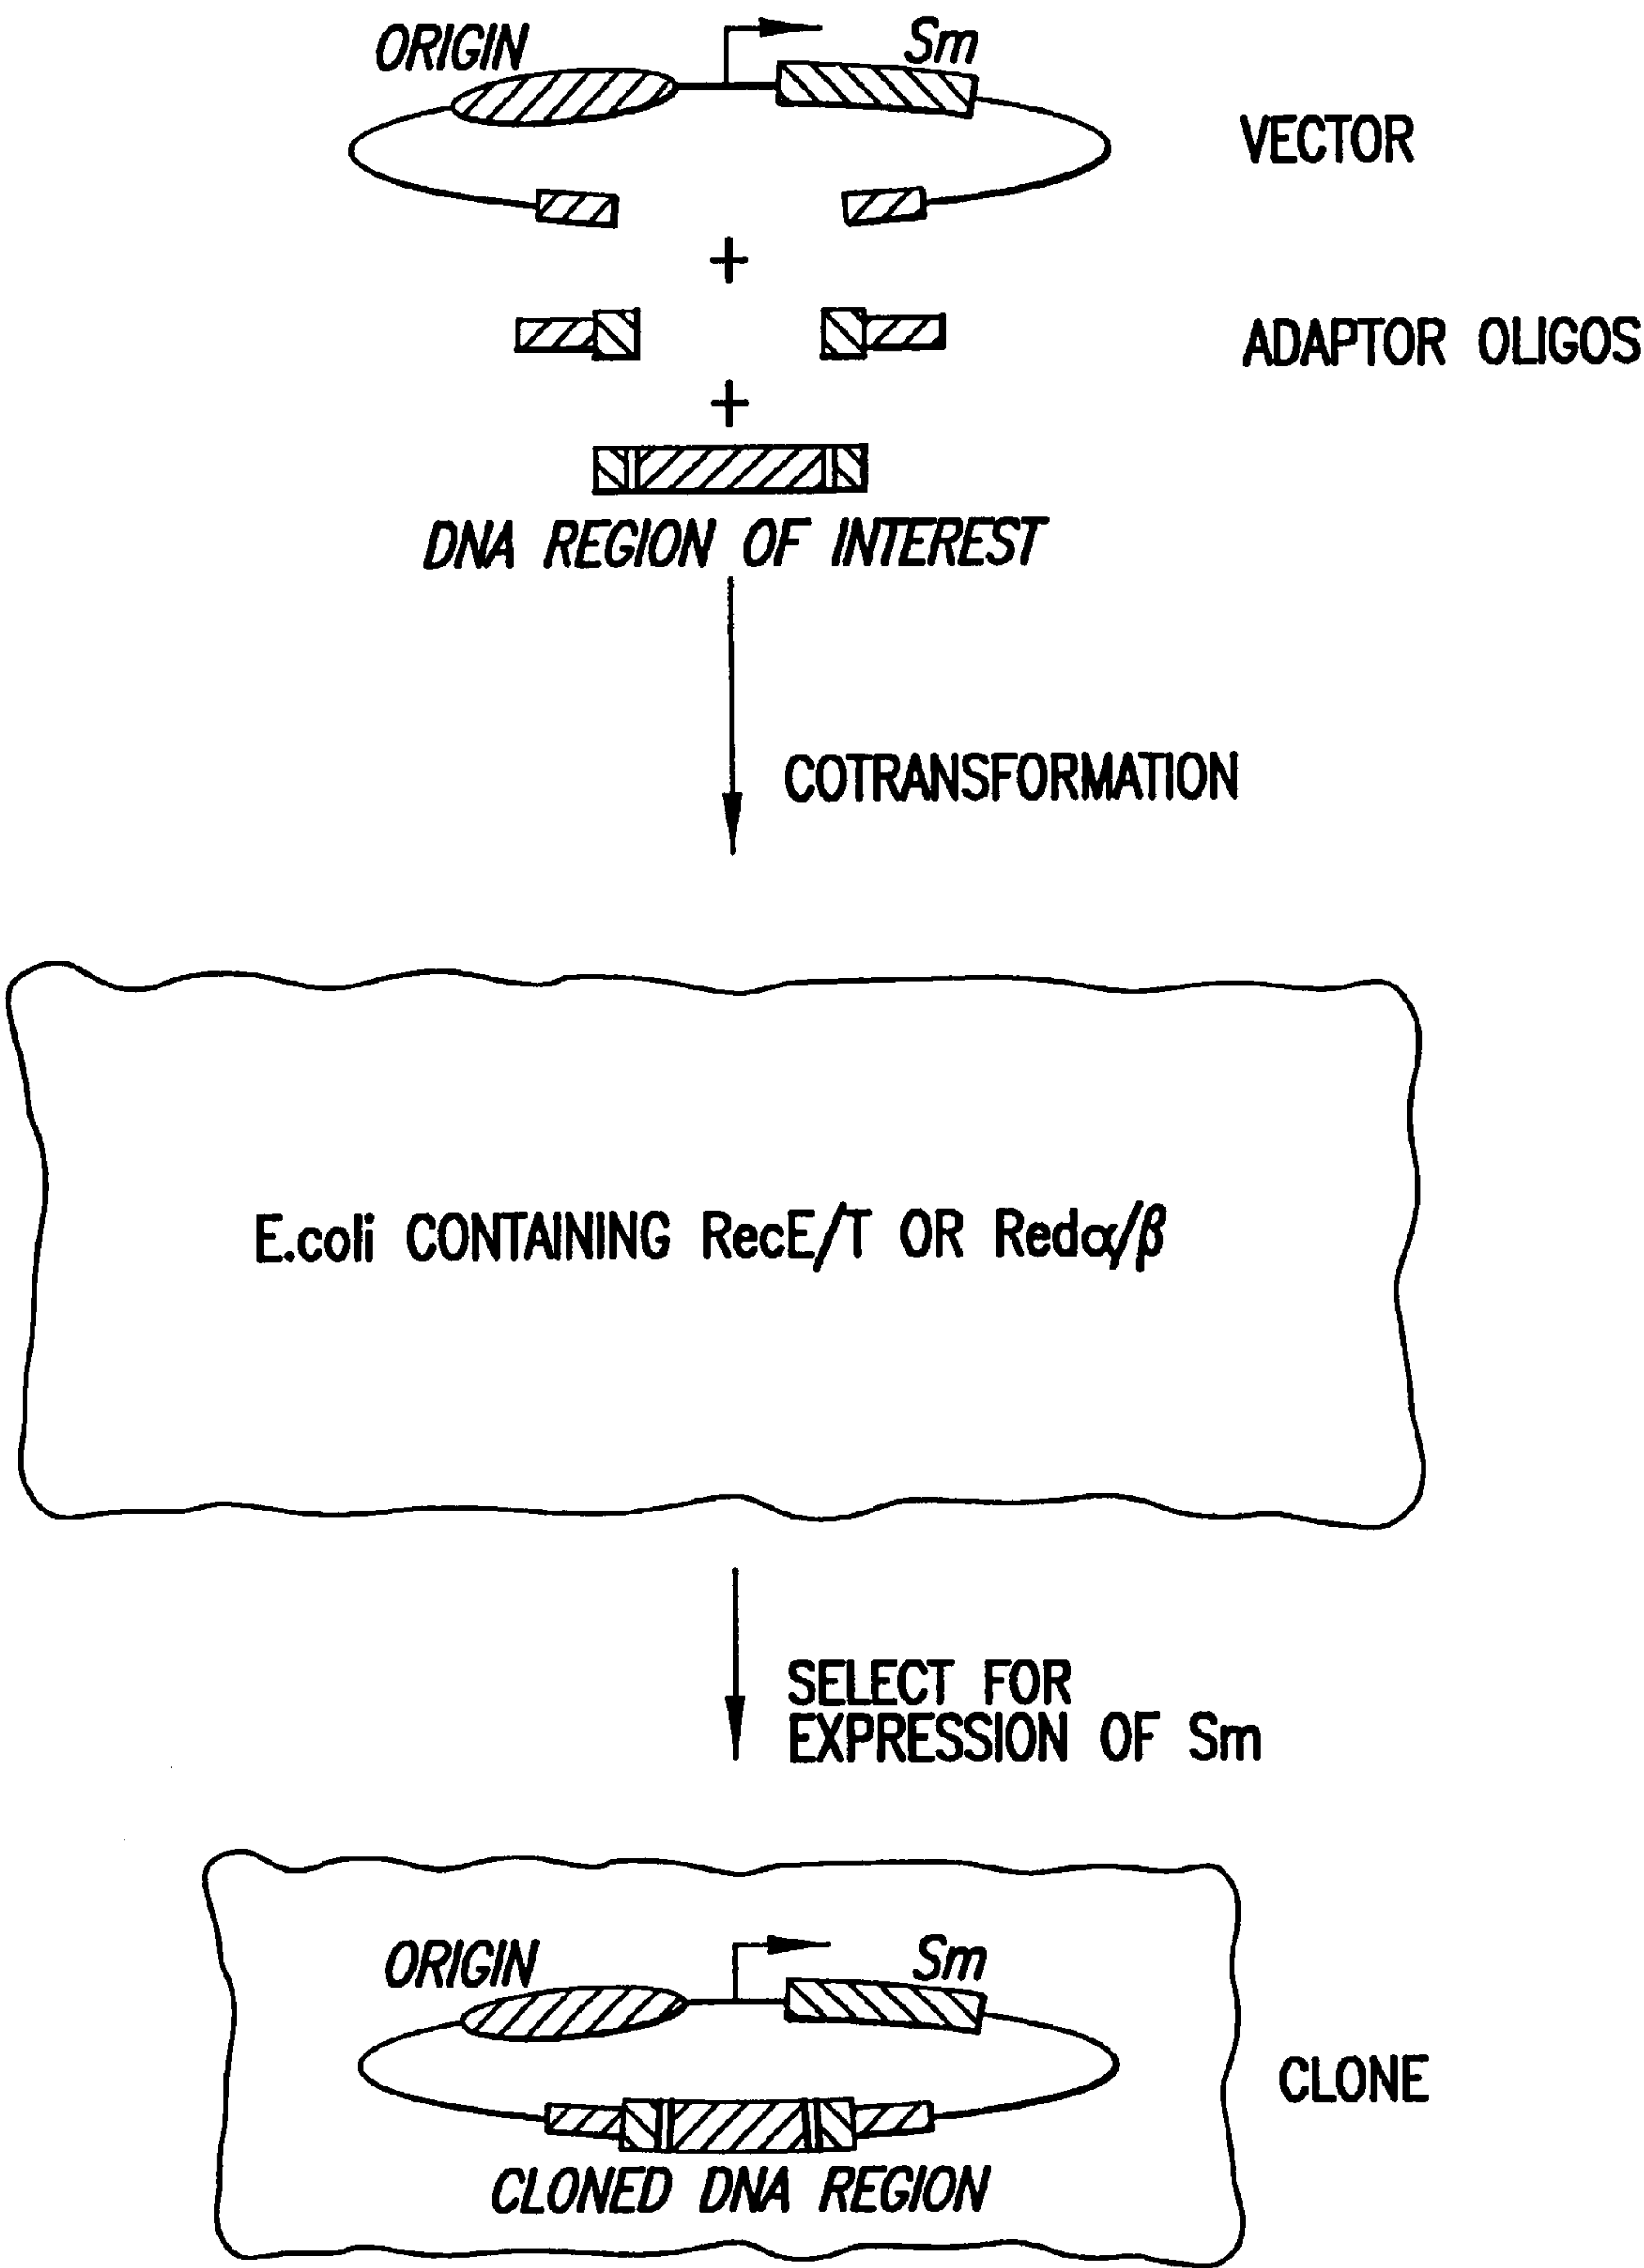 ORIGIN
Sm
VECTOR
+
ADAPTOR OLIGOS
+
DNA REGION OF INTEREST
COTRANSFORMATION
E.coli CONTAINING RecE/T OR Redα/β
SELECT FOR
EXPRESSION OF Sm
ORIGIN
Sm
CLONE
CLONED DNA REGION